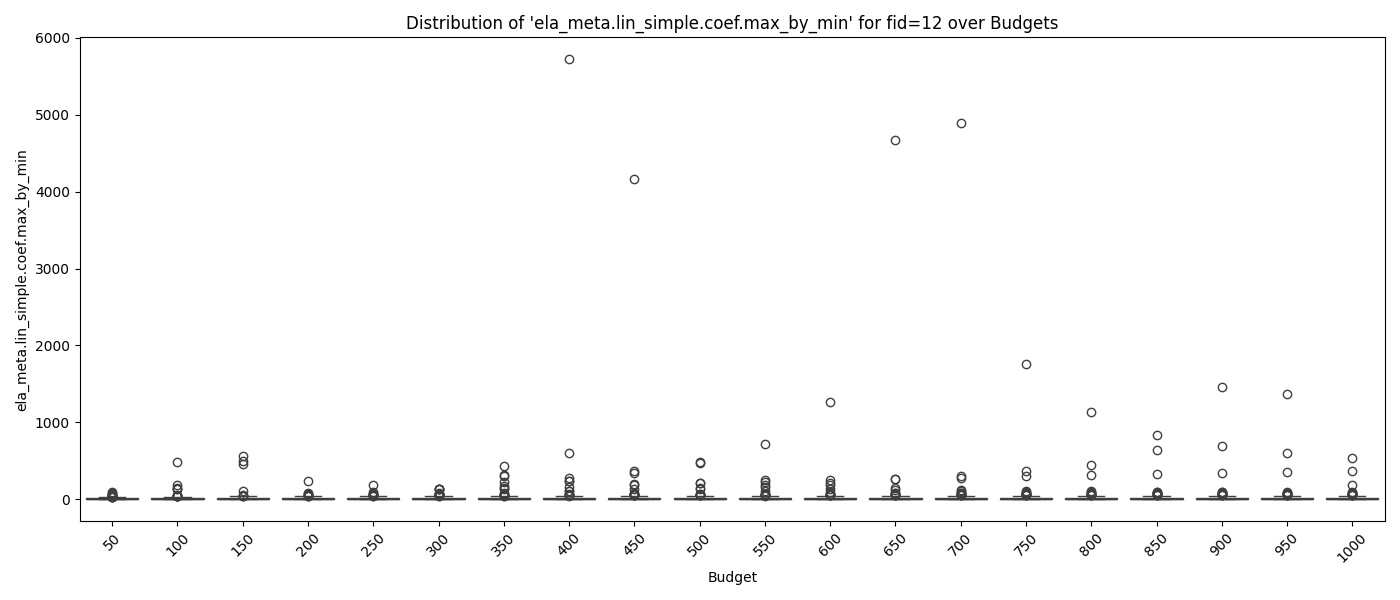 Distribution of 'ela_meta.lin_simple.coef.max_by_min' for fid=12 over Budgets
ela_meta.lin_simple.coef.max_by_min
6000
5000
4000
3000
2000
1000
0
50 100 150 200 250 300 350 400 450 500 550 600 650 700 750 800 850 900 950 1000
Budget